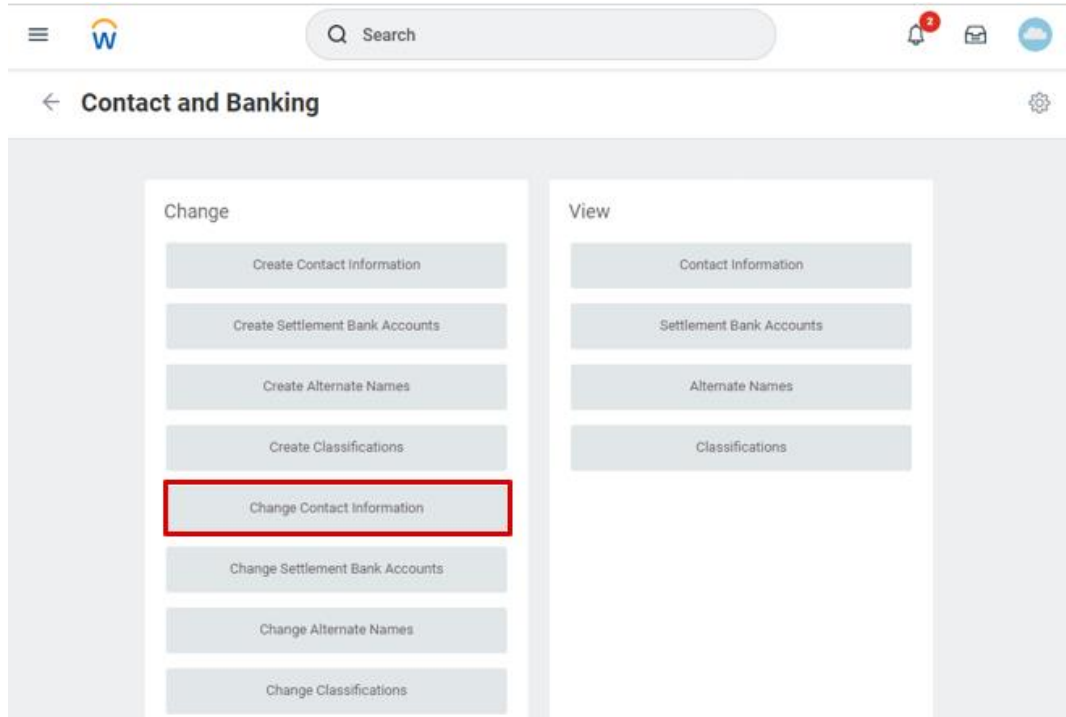 W
Search
2
Contact and Banking
Change
Create Contact Information
Create Settlement Bank Accounts
Create Alternate Names
Create Classifications
Change Contact Information
Change Settlement Bank Accounts
Change Alternate Names
Change Classifications
View
Contact Information
Settlement Bank Accounts
Alternate Names
Classifications